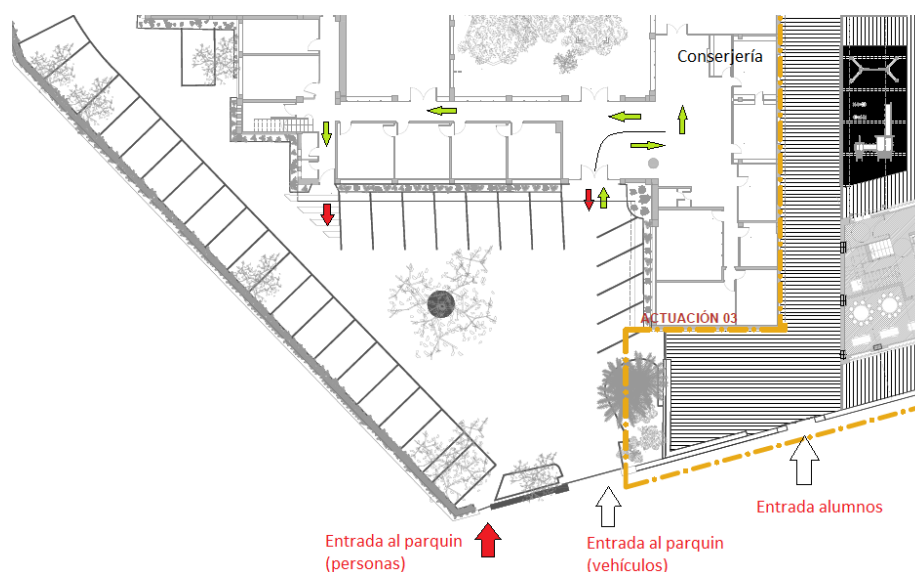 Conserjería
ACTUACIÓN 03
Entrada alumnos
Entrada al parquin
(personas)
Entrada al parquin
(vehículos)